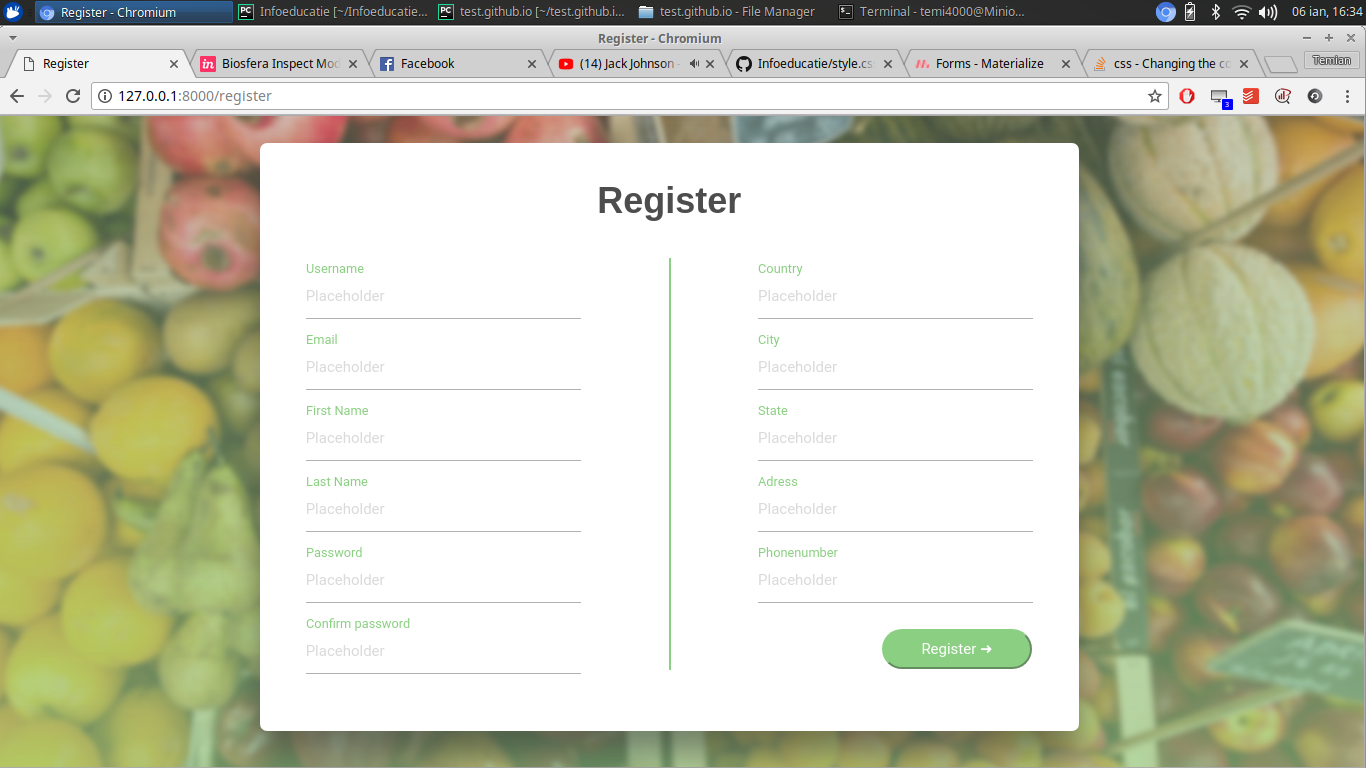 Register - Chromium
Infoeducatie [~/Infoeducatie...
test.github.io [~/test.github.i...
test.github.io - File Manager
Terminal - temi4000@Minio...
06 ian, 16:34
Register - Chromium
Register
Biosfera Inspect Mod
Facebook
(14) Jack Johnson -
Infoeducatie/style.cs
Forms - Materialize
css - Changing the co
Temian
127.0.0.1:8000/register
3
Register
Username
Placeholder
Email
Placeholder
First Name
Placeholder
Last Name
Placeholder
Password
Placeholder
Confirm password
Placeholder
Country
Placeholder
City
Placeholder
State
Placeholder
Adress
Placeholder
Phonenumber
Placeholder
Register ➜